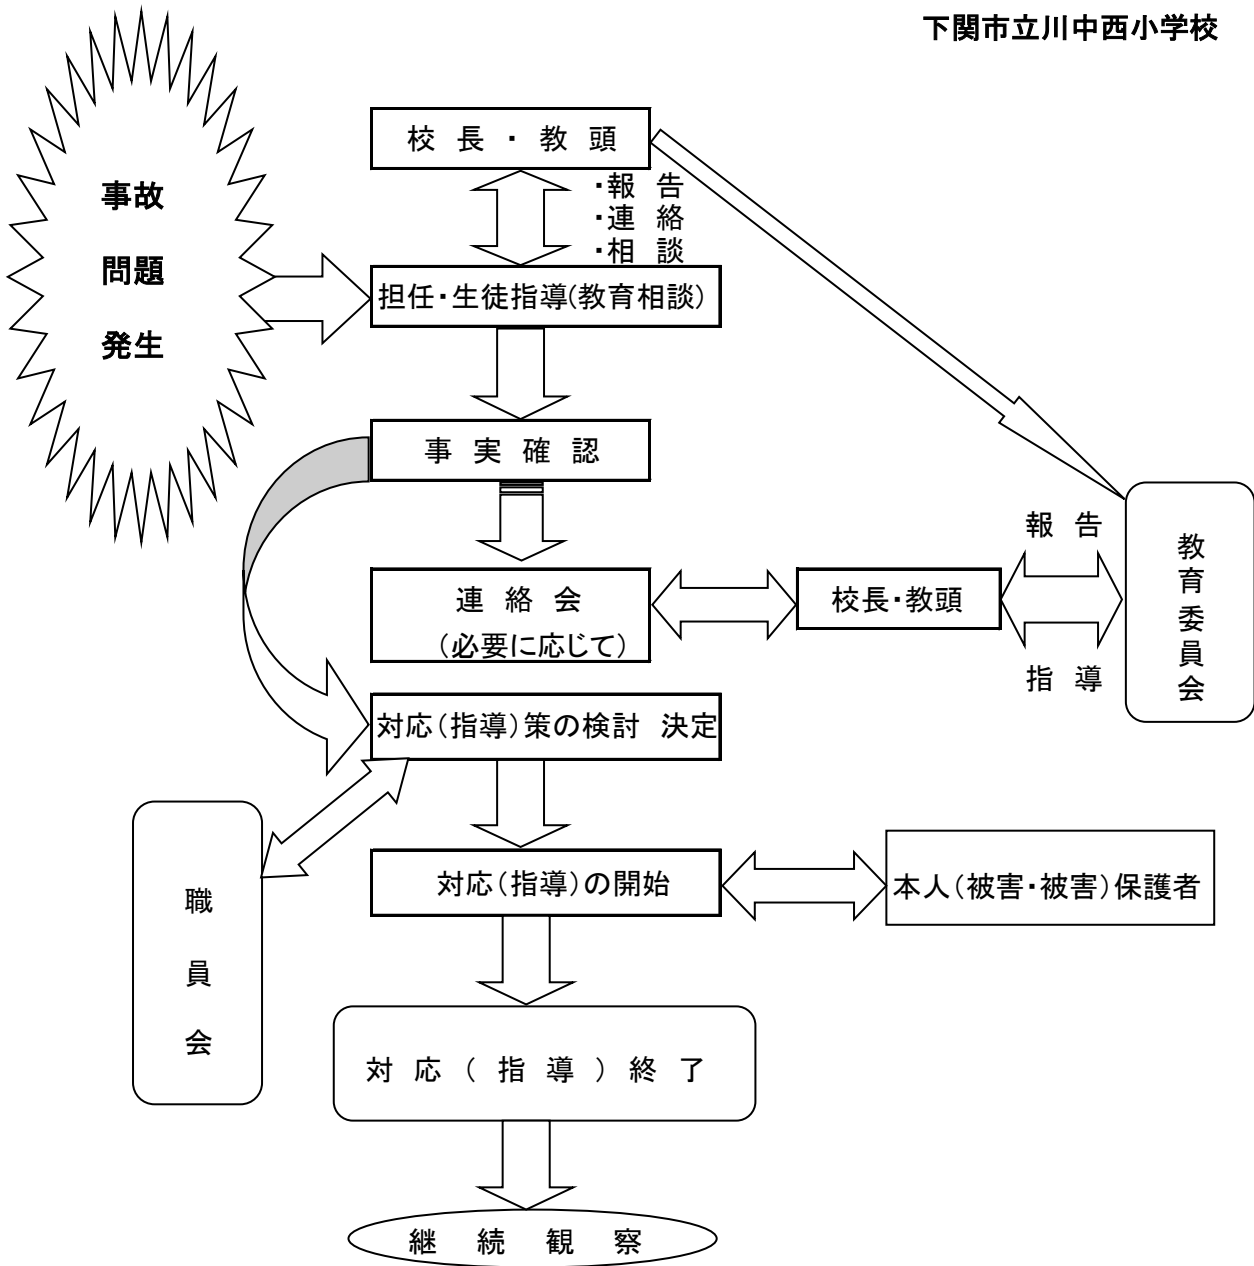 下関市立川中西小学校
事故
問題
発生
校 長 ・ 教 頭
・報 告
・連 絡
・相 談
担任・生徒指導(教育相談)
事 実 確 認
連 絡 会
(必要に応じて)
校長・教頭
報 告
指 導
教育委員会
対応(指導)策の検討 決定
職員会
対応(指導)の開始
本人(被害・被害)保護者
対 応 ( 指 導 ) 終 了
継 続 観 察